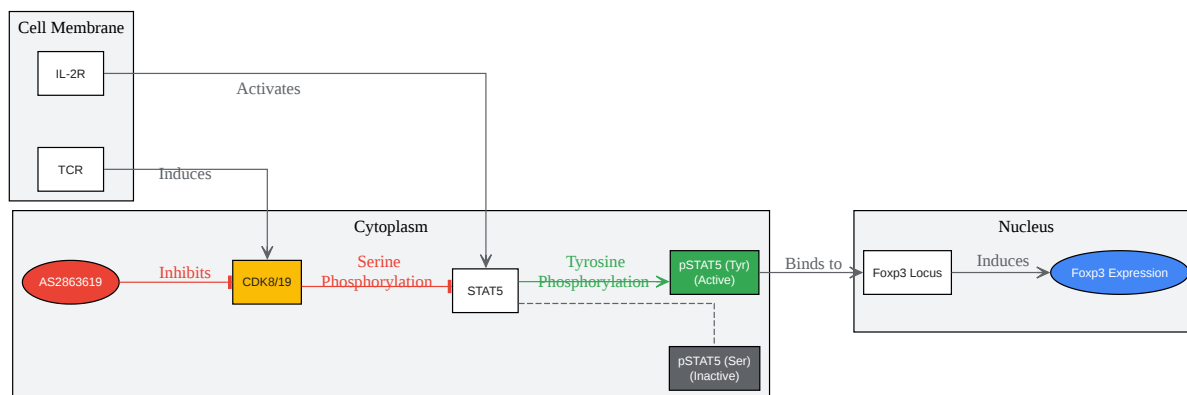 Cell Membrane
IL-2R
Activates
TCR
Induces
Cytoplasm
Nucleus
AS2863619
Inhibits
CDK8/19
Serine
Phosphorylation
STAT5
Tyrosine
Phosphorylation
pSTAT5 (Tyr)
(Active)
Binds to
Foxp3 Locus
Induces
Foxp3 Expression
pSTAT5 (Ser)
(Inactive)